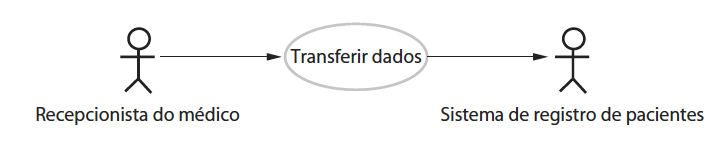 Transferir dados
Recepcionista do médico
Sistema de registro de pacientes